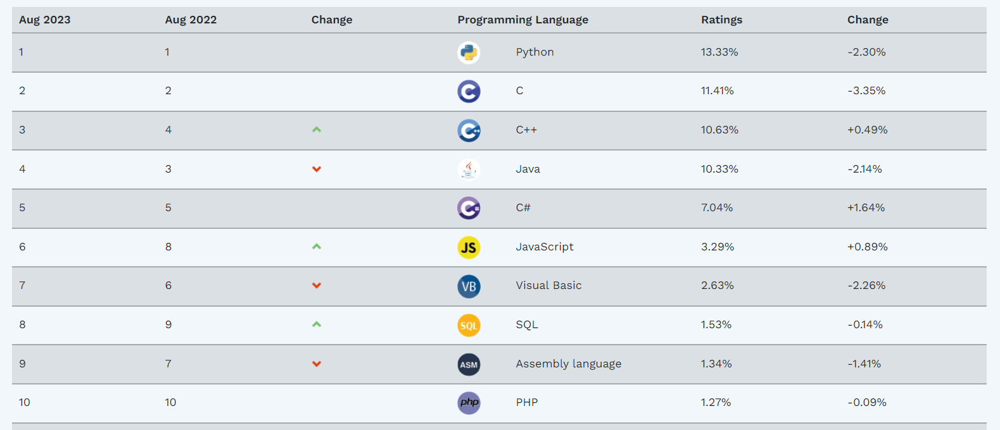 Aug 2023 Aug 2022 Change Programming Language Ratings Change
1 1 Python 13.33% -2.30%
2 2 C C 11.41% -3.35%
3 4 C++ C++ 10.63% +0.49%
4 3 Java 10.33% -2.14%
5 5 C# C# 7.04% +1.64%
6 8 JS JavaScript 3.29% +0.89%
7 6 VB Visual Basic 2.63% -2.26%
8 9 SQL SQL 1.53% -0.14%
9 7 ASM Assembly language 1.34% -1.41%
10 10 php PHP 1.27% -0.09%